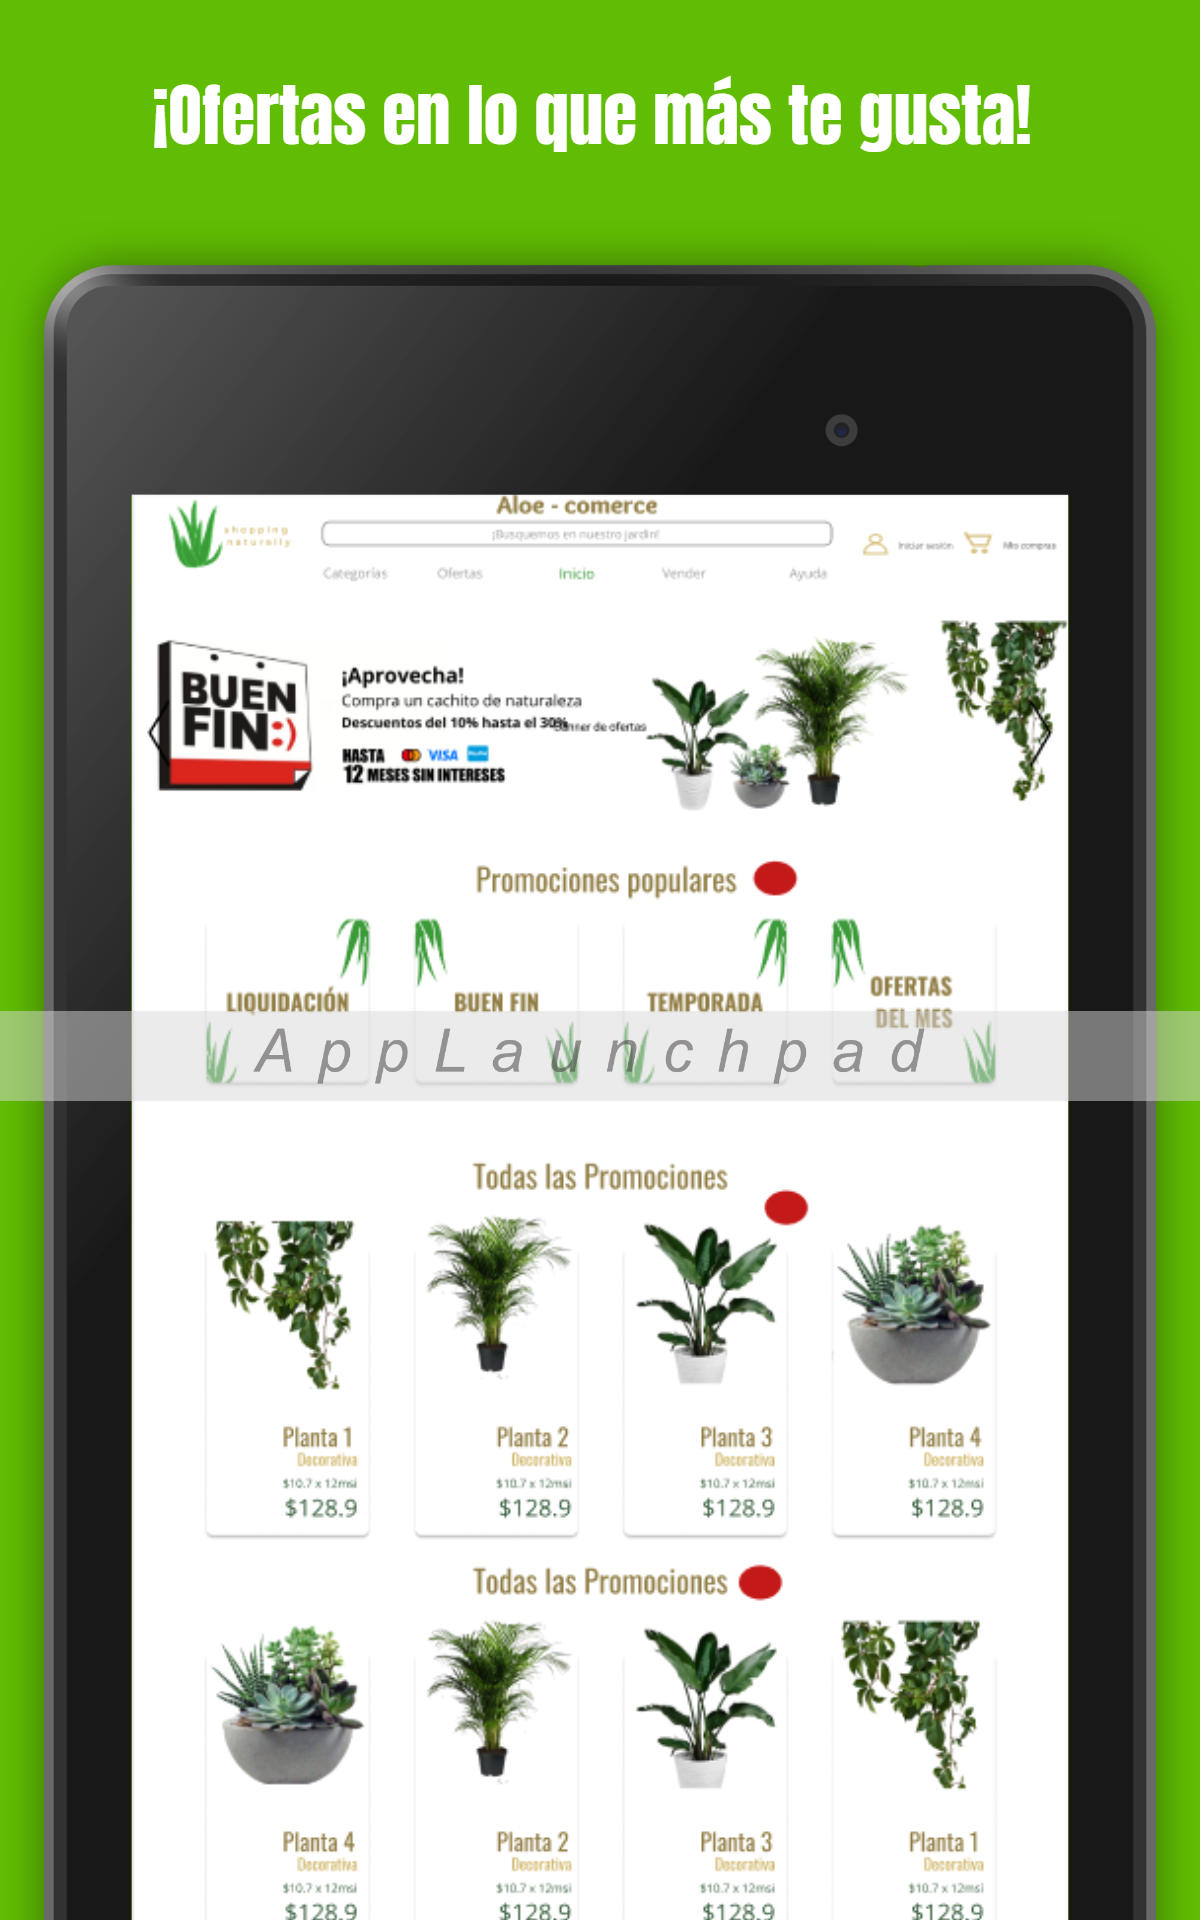 ¡Ofertas en lo que más te gusta!
Aloe - comerce
shopping
naturally
¡Busquemos en nuestro jardín!
Iniciar sesión
Mis compras
Categorías Ofertas Inicio Vender Ayuda
BUEN
FIN:)
¡Aprovecha!
Compra un cachito de naturaleza
Descuentos del 10% hasta el 30%
banner de ofertas
HASTA VISA PayPal
12 MESES SIN INTERESES
Promociones populares
LIQUIDACIÓN BUEN FIN TEMPORADA OFERTAS
DEL MES
AppLaunchpad
Todas las Promociones
Planta 1 Planta 2 Planta 3 Planta 4
Decorativa Decorativa Decorativa Decorativa
$10.7 x 12msi $10.7 x 12msi $10.7 x 12msi $10.7 x 12msi
$128.9 $128.9 $128.9 $128.9
Todas las Promociones
Planta 4 Planta 2 Planta 3 Planta 1
Decorativa Decorativa Decorativa Decorativa
$10.7 x 12msi $10.7 x 12msi $10.7 x 12msi $10.7 x 12msi
$128.9 $128.9 $128.9 $128.9